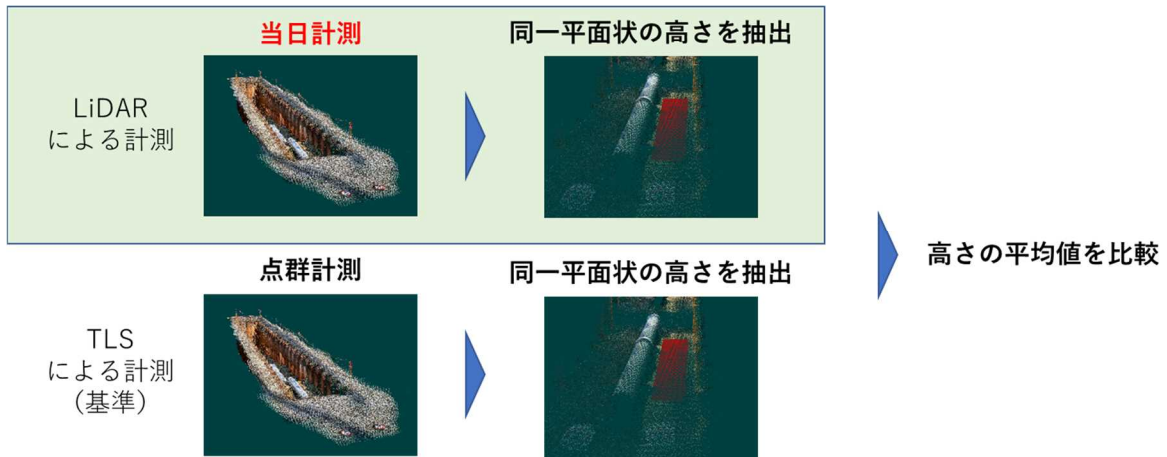 当日計測
同一平面状の高さを抽出
LiDAR
による計測
点群計測
同一平面状の高さを抽出
TLS
による計測
(基準)
高さの平均値を比較